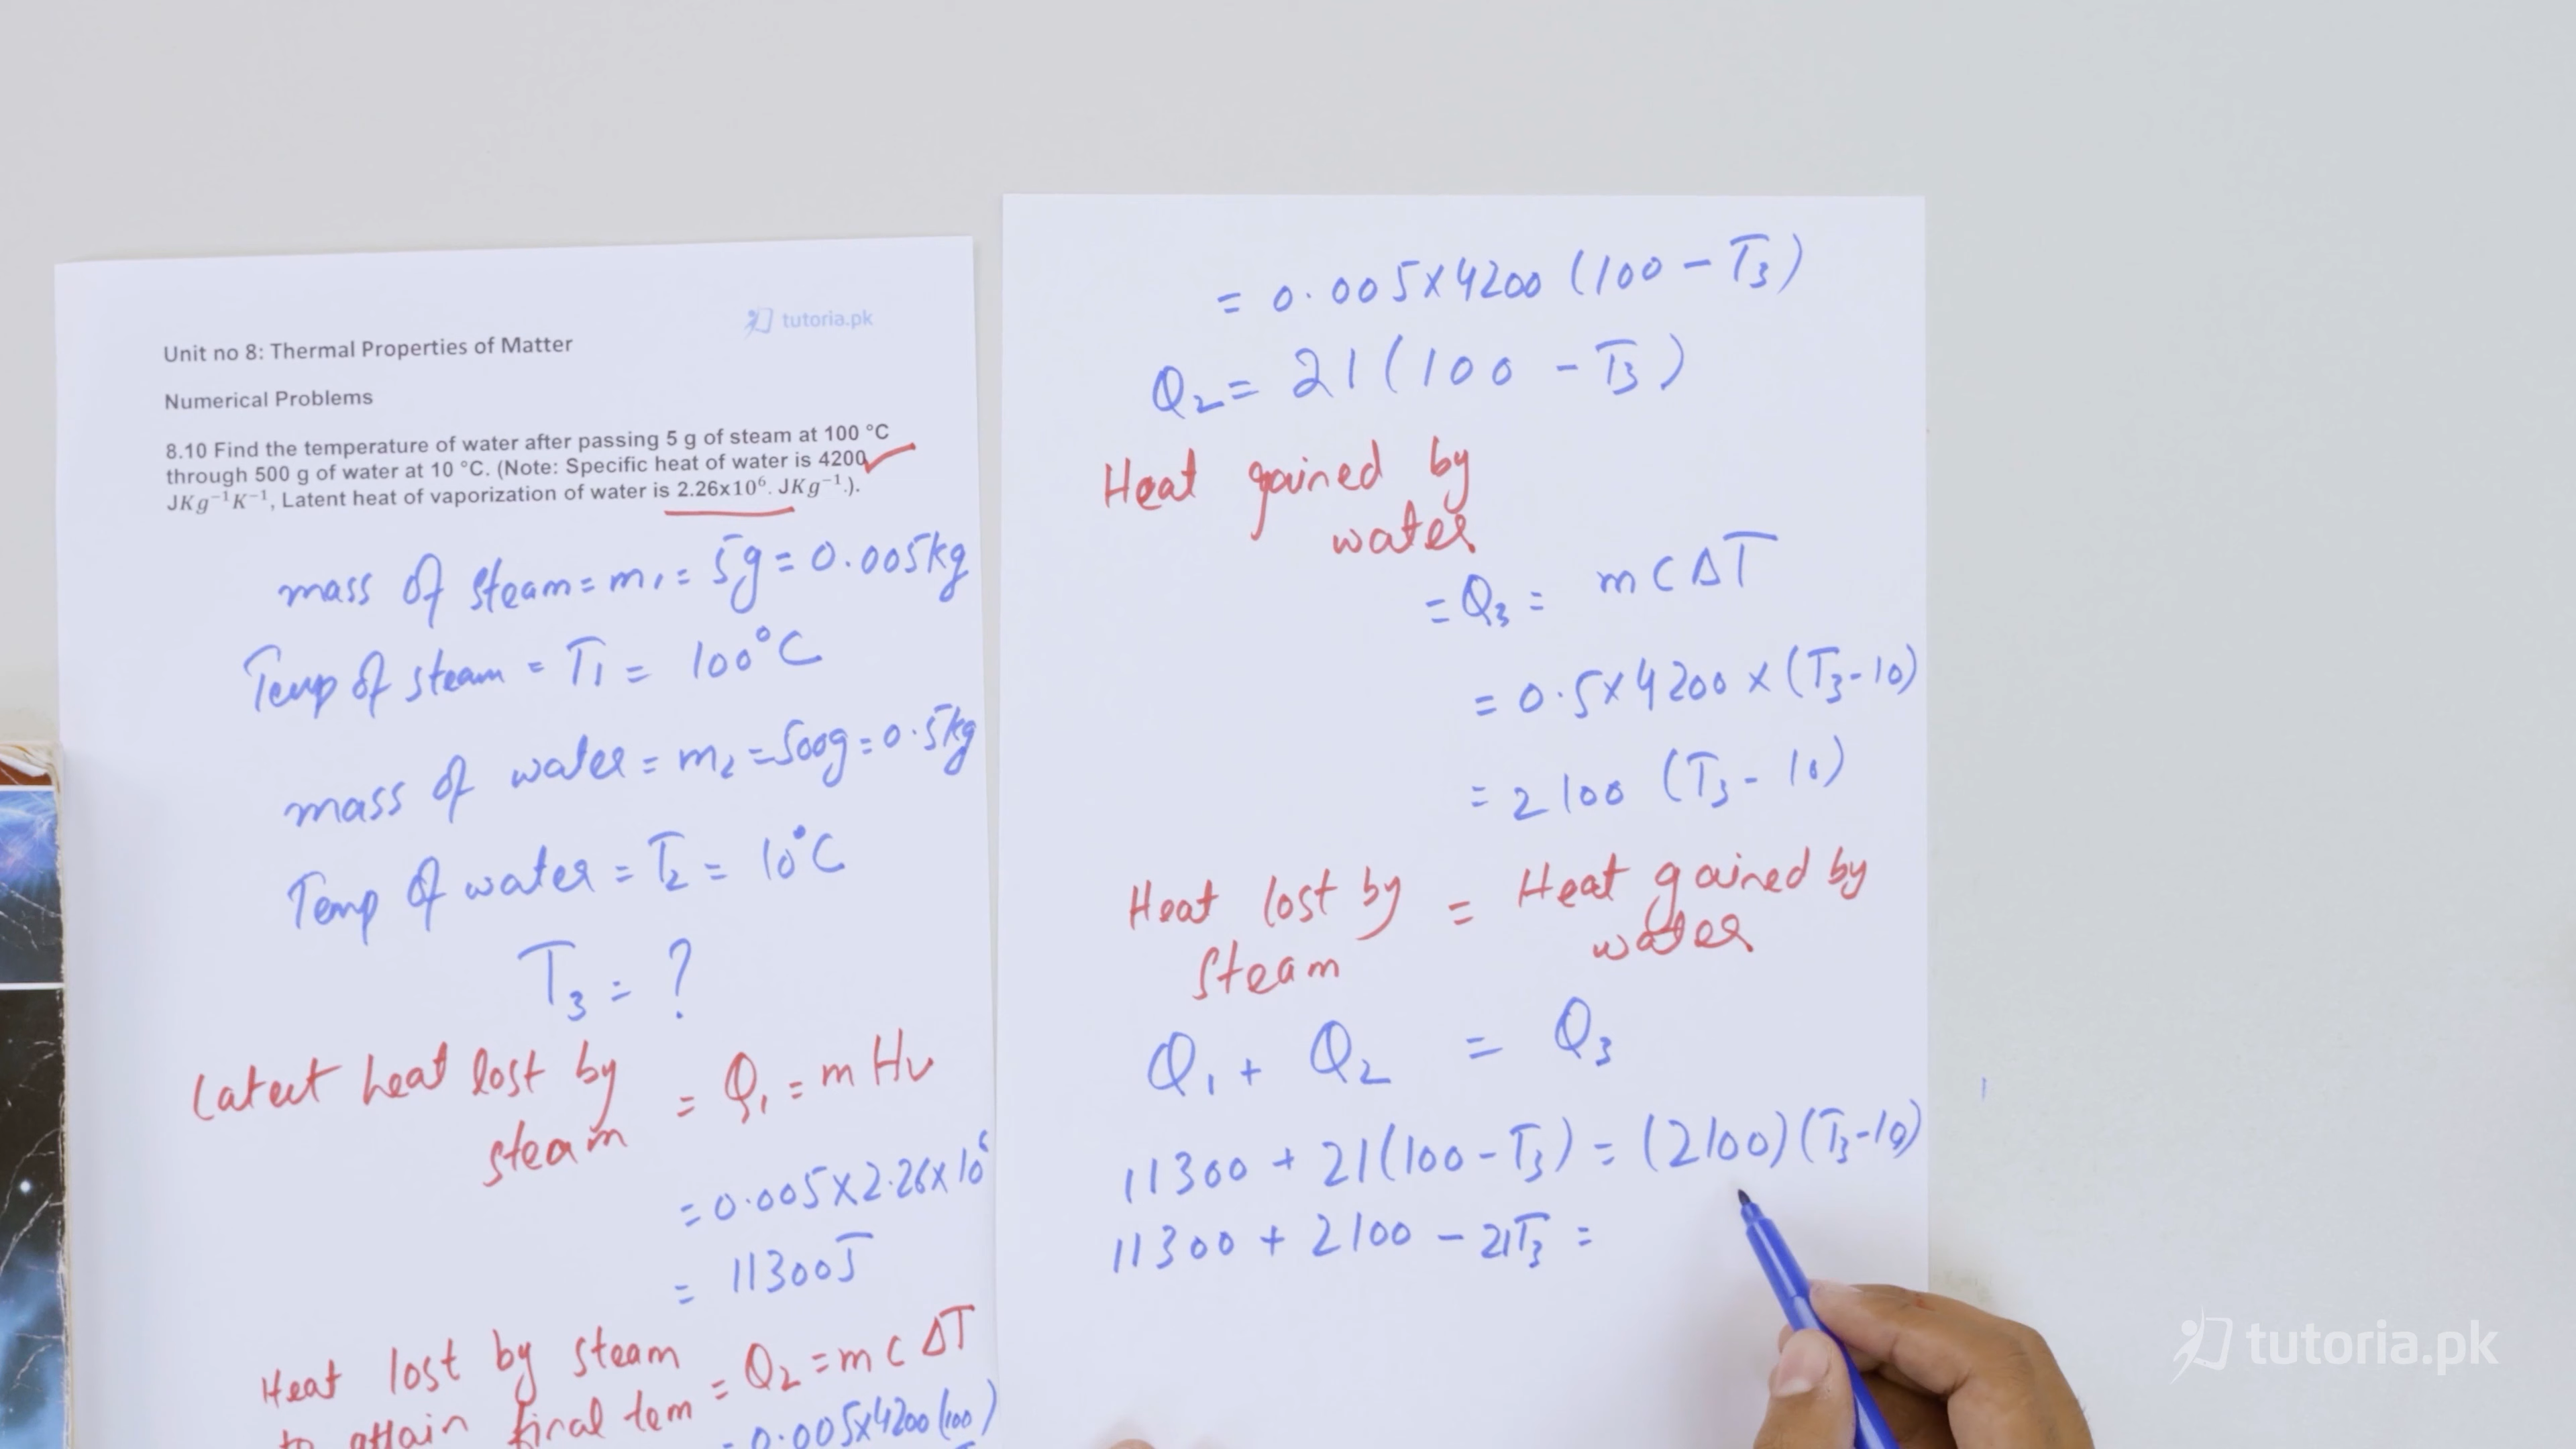 tutoria.pk
Unit no 8: Thermal Properties of Matter
Numerical Problems
8.10 Find the temperature of water after passing 5 g of steam at 100 °C
through 500 g of water at 10 °C. (Note: Specific heat of water is 4200
JKg⁻¹K⁻¹, Latent heat of vaporization of water is 2.26x10⁶. JKg⁻¹.).
mass of steam = m₁ = 5g = 0.005kg
Temp of steam = T₁ = 100°C
mass of water = m₂ = 500g = 0.5kg
Temp of water = T₂ = 10°C
T₃ = ?
Latent heat lost by
steam = Q₁ = m Hv
= 0.005 x 2.26 x 10⁶
= 11300J
Heat lost by steam
to attain final tem = Q₂ = m c ΔT
= 0.005x4200(100 )
= 0.005 x 4200 (100 - T₃)
Q₂ = 21 (100 - T₃)
Heat gained by
water
= Q₃ = m C ΔT
= 0.5 x 4200 x (T₃ - 10)
= 2100 (T₃ - 10)
Heat lost by
steam = Heat gained by
water
Q₁ + Q₂ = Q₃
11300 + 21(100 - T₃) = (2100)(T₃ - 10)
11300 + 2100 - 21T₃ =
tutoria.pk